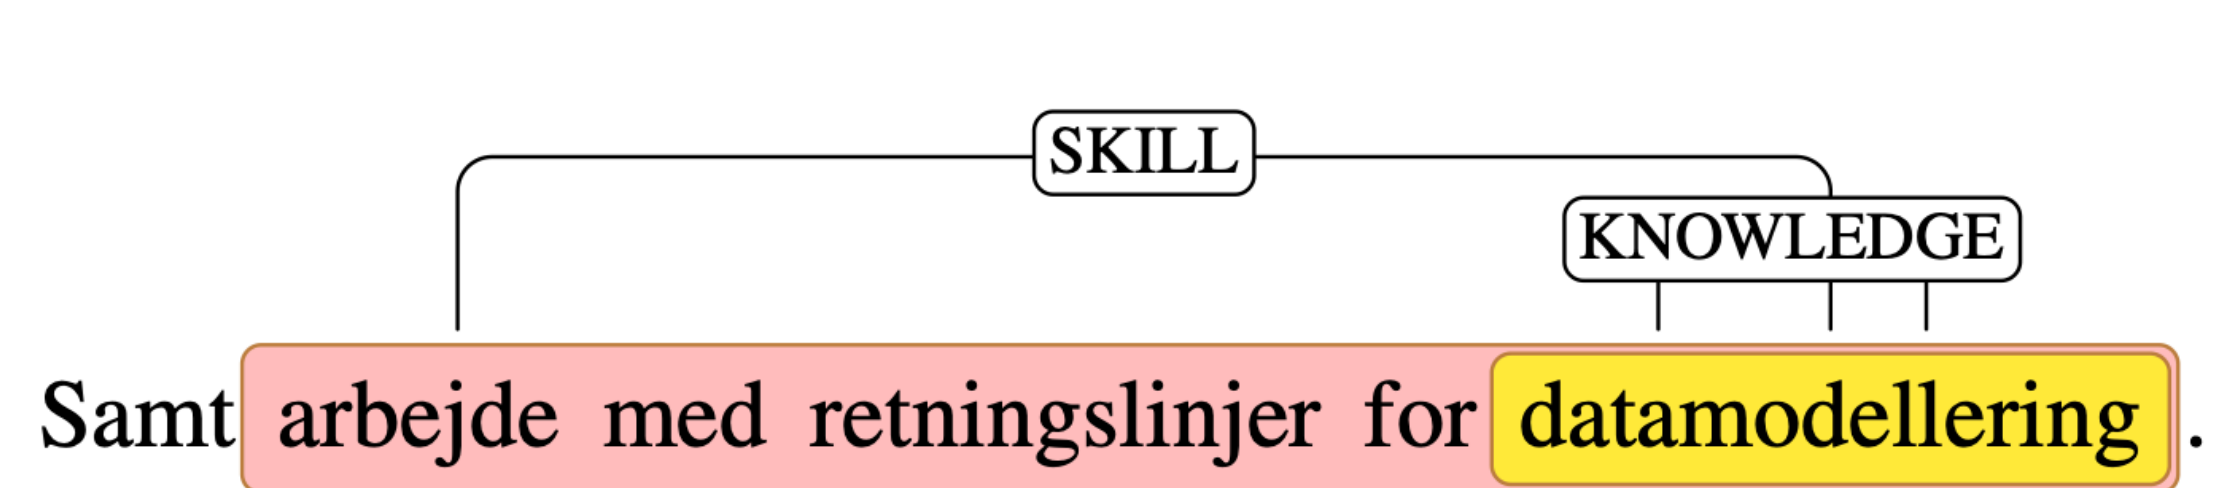 SKILL
KNOWLEDGE
Samt arbejde med retningslinjer for datamodellering .